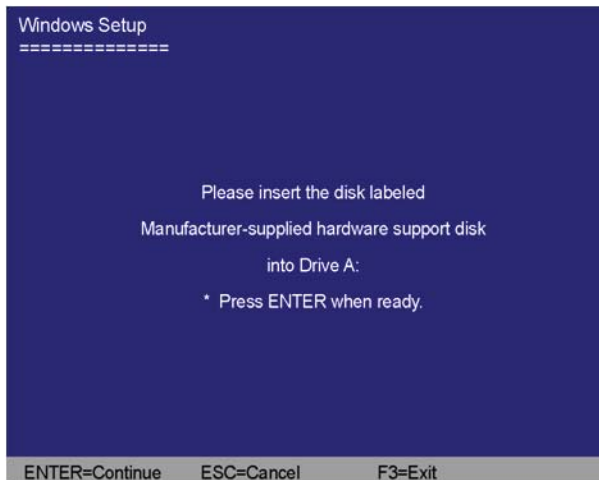 Windows Setup
==============
Please insert the disk labeled
Manufacturer-supplied hardware support disk
into Drive A:
* Press ENTER when ready.
ENTER=Continue ESC=Cancel F3=Exit